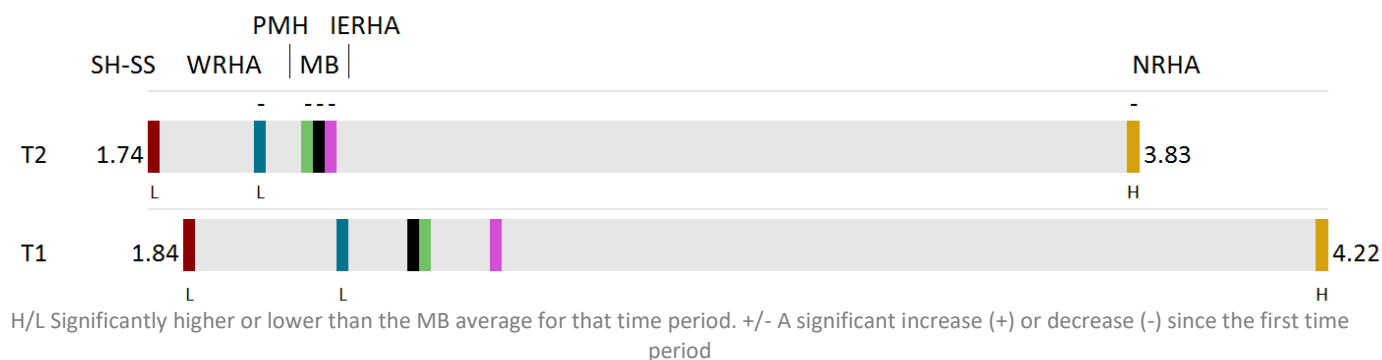 PMH IERHA
SH-SS WRHA MB NRHA
- - - - -
T2 1.74 3.83
L L H
T1 1.84 4.22
L L H
H/L Significantly higher or lower than the MB average for that time period. +/- A significant increase (+) or decrease (-) since the first time
period